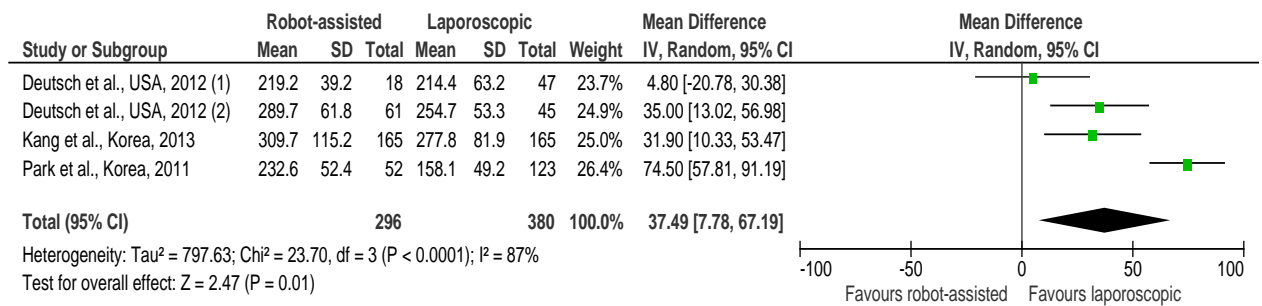 Robot-assisted Laporoscopic Mean Difference Mean Difference
Study or Subgroup Mean SD Total Mean SD Total Weight IV, Random, 95% CI IV, Random, 95% CI
Deutsch et al., USA, 2012 (1) 219.2 39.2 18 214.4 63.2 47 23.7% 4.80 [-20.78, 30.38]
Deutsch et al., USA, 2012 (2) 289.7 61.8 61 254.7 53.3 45 24.9% 35.00 [13.02, 56.98]
Kang et al., Korea, 2013 309.7 115.2 165 277.8 81.9 165 25.0% 31.90 [10.33, 53.47]
Park et al., Korea, 2011 232.6 52.4 52 158.1 49.2 123 26.4% 74.50 [57.81, 91.19]
Total (95% CI) 296 380 100.0% 37.49 [7.78, 67.19]
Heterogeneity: Tau² = 797.63; Chi² = 23.70, df = 3 (P < 0.0001); I² = 87%
Test for overall effect: Z = 2.47 (P = 0.01)
-100 -50 0 50 100
Favours robot-assisted Favours laporoscopic